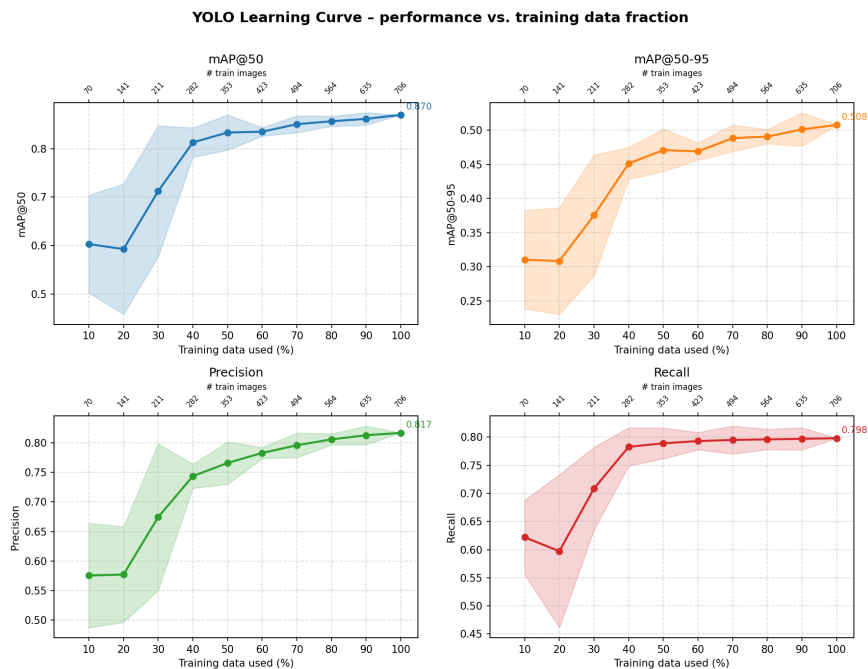 YOLO Learning Curve – performance vs. training data fraction
mAP@50
# train images
70 141 211 282 353 423 494 564 635 706
0.870
0.8
0.7
0.6
0.5
mAP@50
10 20 30 40 50 60 70 80 90 100
Training data used (%)
mAP@50-95
# train images
70 141 211 282 353 423 494 564 635 706
0.508
0.50
0.45
0.40
0.35
0.30
0.25
mAP@50-95
10 20 30 40 50 60 70 80 90 100
Training data used (%)
Precision
# train images
70 141 211 282 353 423 494 564 635 706
0.817
0.80
0.75
0.70
0.65
0.60
0.55
0.50
Precision
10 20 30 40 50 60 70 80 90 100
Training data used (%)
Recall
# train images
70 141 211 282 353 423 494 564 635 706
0.798
0.80
0.75
0.70
0.65
0.60
0.55
0.50
0.45
Recall
10 20 30 40 50 60 70 80 90 100
Training data used (%)